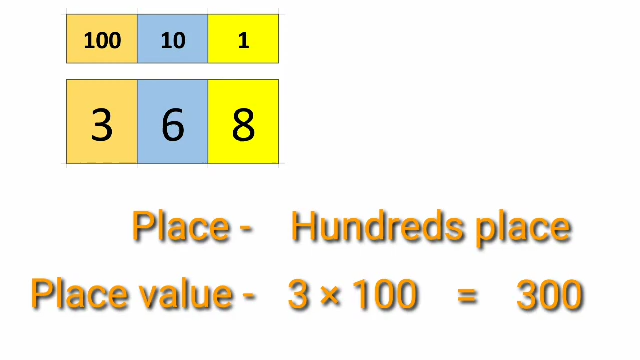 100 10 1
3 6 8
Place - Hundreds place
Place value - 3 × 100 = 300